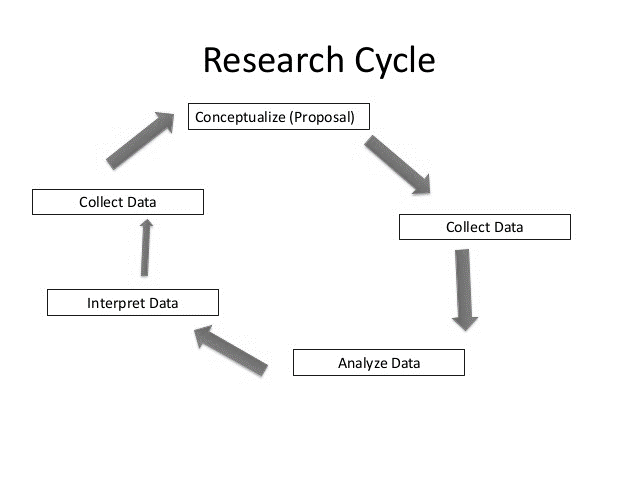 Research Cycle
Conceptualize (Proposal)
Collect Data
Collect Data
Analyze Data
Interpret Data